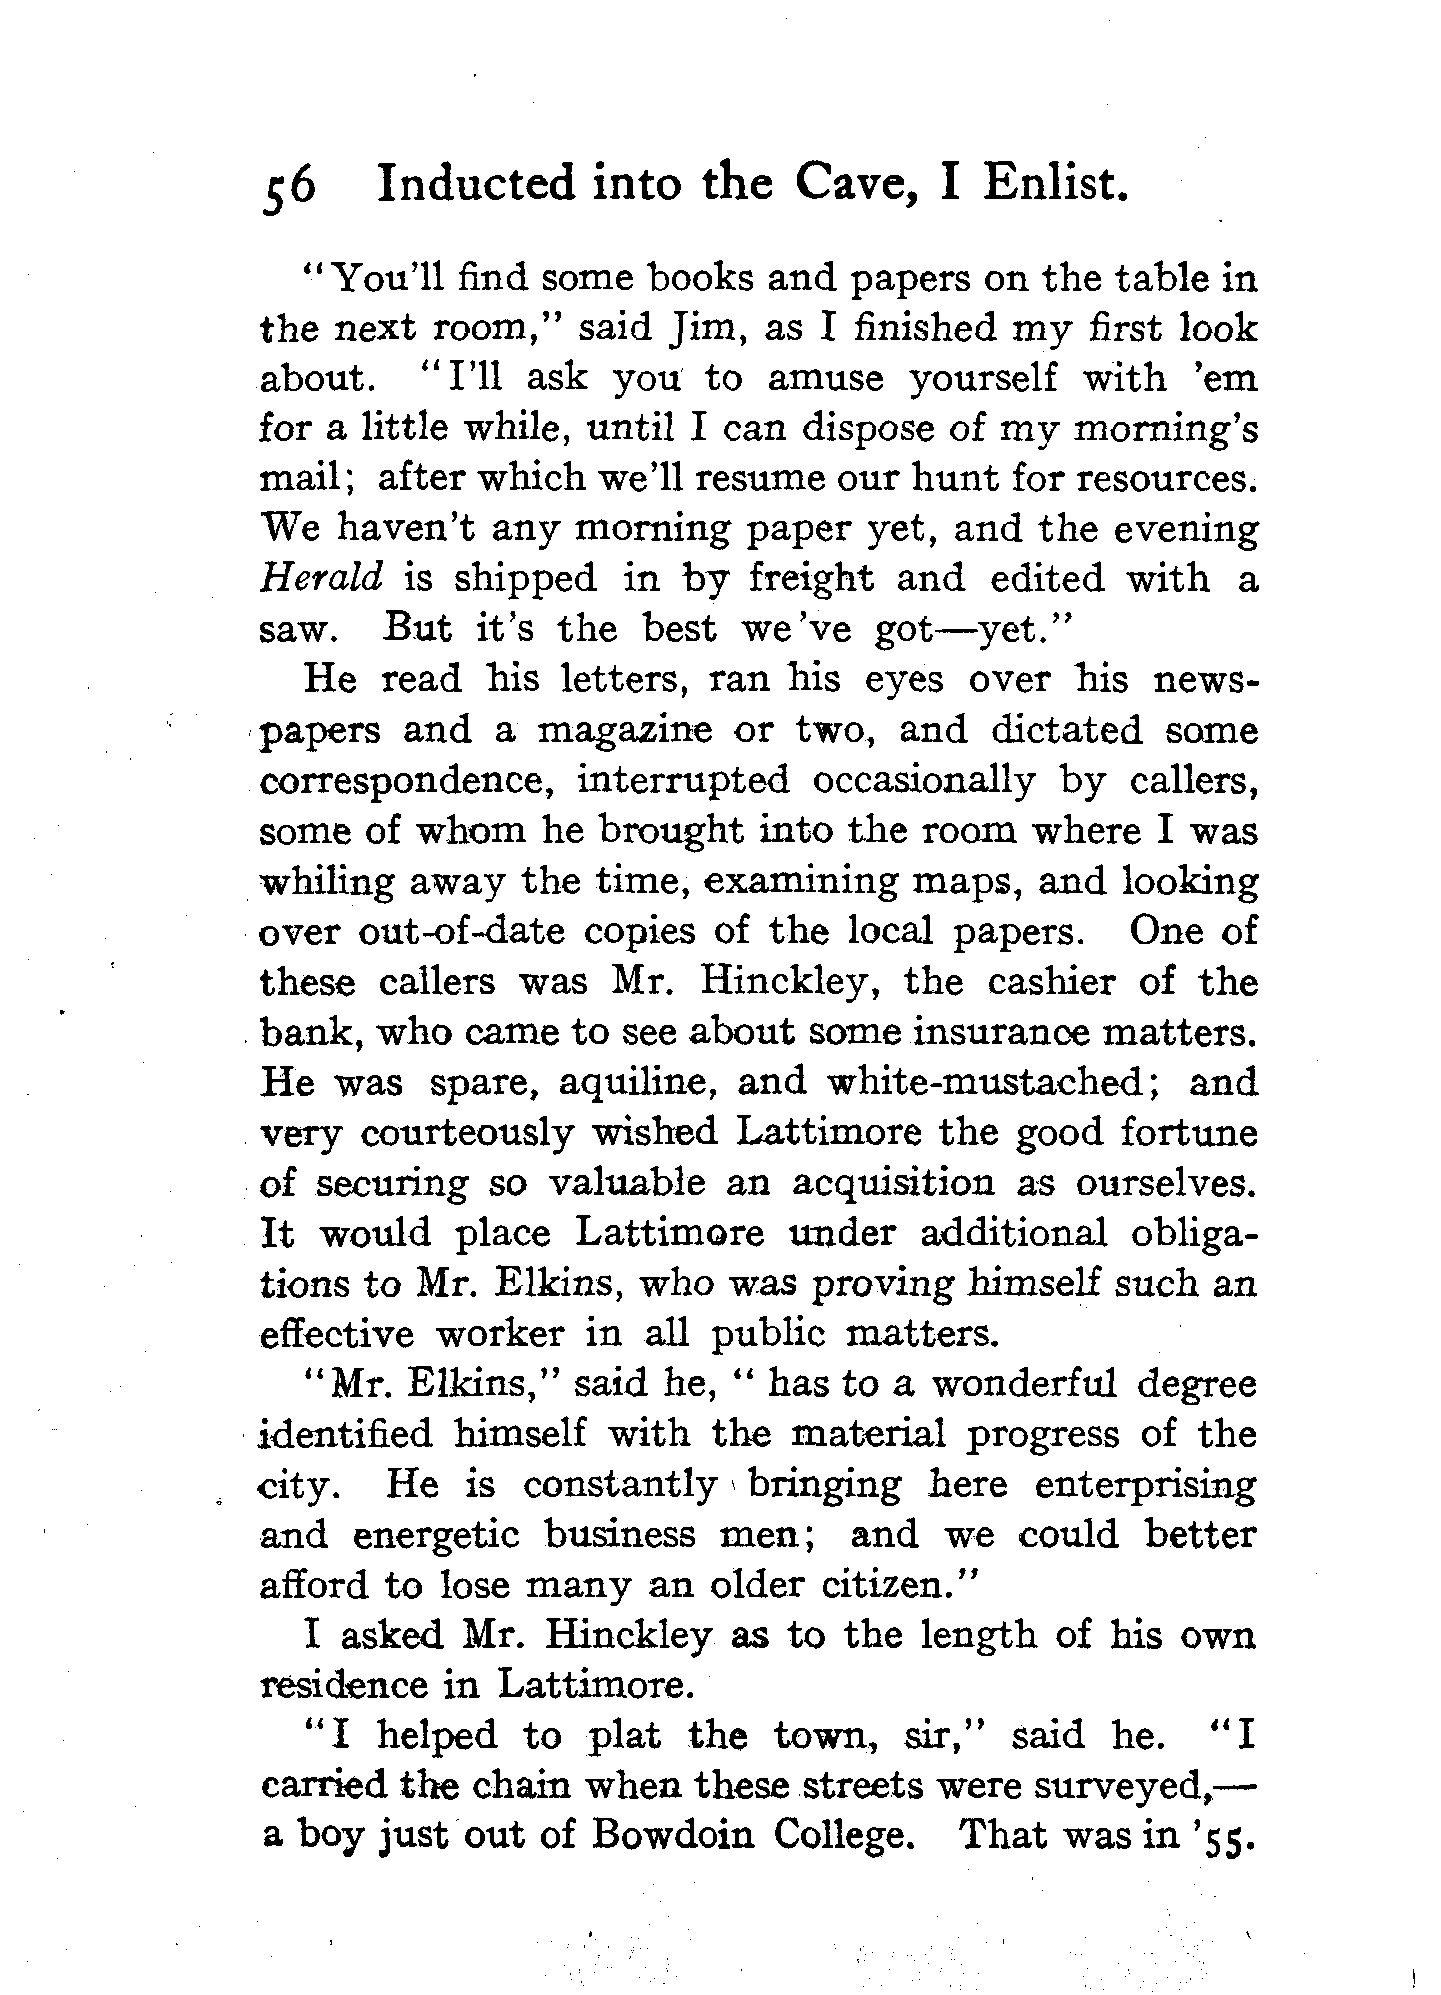 56 Inducted into the Cave, I Enlist.
"You'll find some books and papers on the table in
the next room," said Jim, as I finished my first look
about. "I'll ask you to amuse yourself with 'em
for a little while, until I can dispose of my morning's
mail; after which we'll resume our hunt for resources.
We haven't any morning paper yet, and the evening
Herald is shipped in by freight and edited with a
saw. But it's the best we've got—yet."
He read his letters, ran his eyes over his news-
papers and a magazine or two, and dictated some
correspondence, interrupted occasionally by callers,
some of whom he brought into the room where I was
whiling away the time, examining maps, and looking
over out-of-date copies of the local papers. One of
these callers was Mr. Hinckley, the cashier of the
bank, who came to see about some insurance matters.
He was spare, aquiline, and white-mustached; and
very courteously wished Lattimore the good fortune
of securing so valuable an acquisition as ourselves.
It would place Lattimore under additional obliga-
tions to Mr. Elkins, who was proving himself such an
effective worker in all public matters.
"Mr. Elkins," said he, " has to a wonderful degree
identified himself with the material progress of the
city. He is constantly bringing here enterprising
and energetic business men; and we could better
afford to lose many an older citizen."
I asked Mr. Hinckley as to the length of his own
residence in Lattimore.
"I helped to plat the town, sir," said he. "I
carried the chain when these streets were surveyed,—
a boy just out of Bowdoin College. That was in '55.